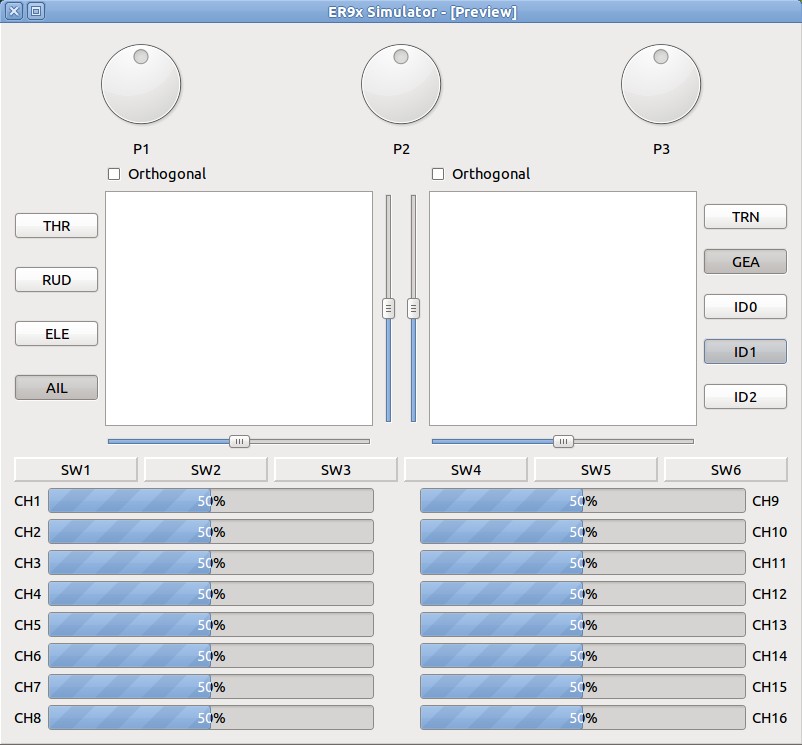 ER9x Simulator - [Preview]
P1 P2 P3
Orthogonal Orthogonal
THR TRN
RUD GEA
ELE ID0
AIL ID1
ID2
SW1 SW2 SW3 SW4 SW5 SW6
CH1 50% 50% CH9
CH2 50% 50% CH10
CH3 50% 50% CH11
CH4 50% 50% CH12
CH5 50% 50% CH13
CH6 50% 50% CH14
CH7 50% 50% CH15
CH8 50% 50% CH16